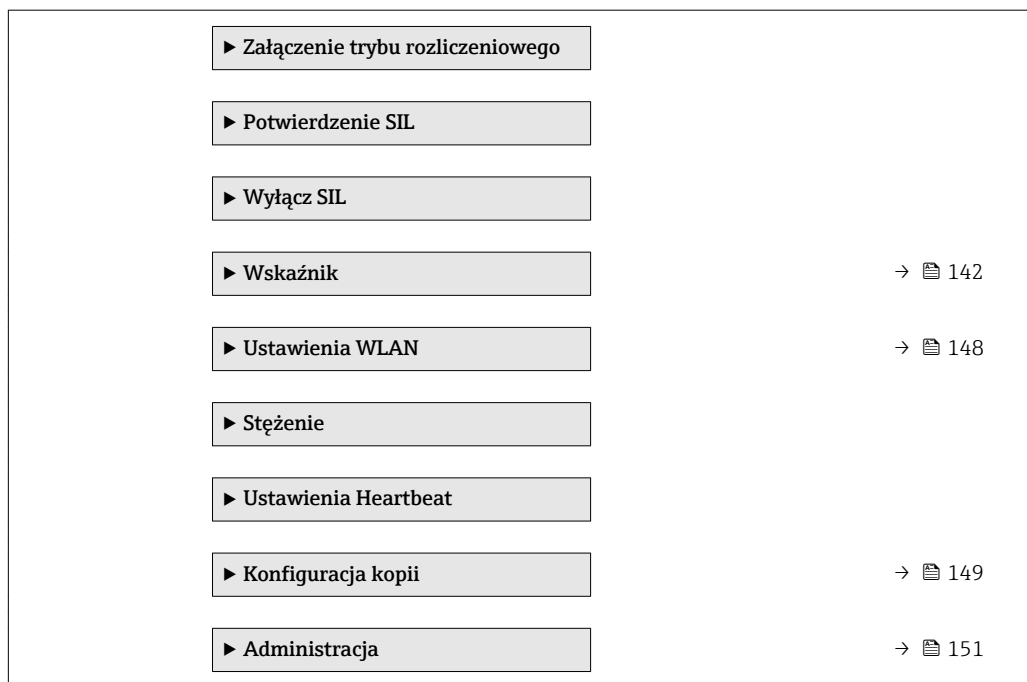 ▶ Załączenie trybu rozliczeniowego
▶ Potwierdzenie SIL
▶ Wyłącz SIL
▶ Wskaźnik → 142
▶ Ustawienia WLAN → 148
▶ Stężenie
▶ Ustawienia Heartbeat
▶ Konfiguracja kopii → 149
▶ Administracja → 151